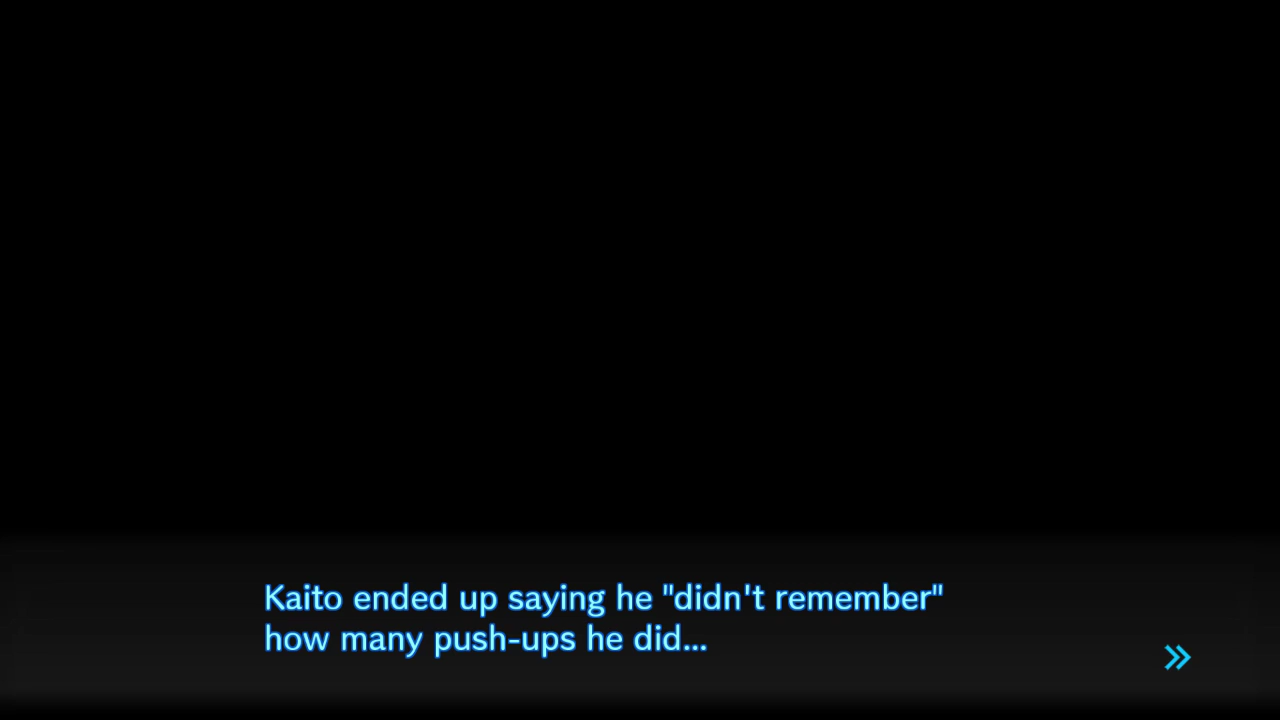 Kaito ended up saying he "didn't remember"
how many push-ups he did...